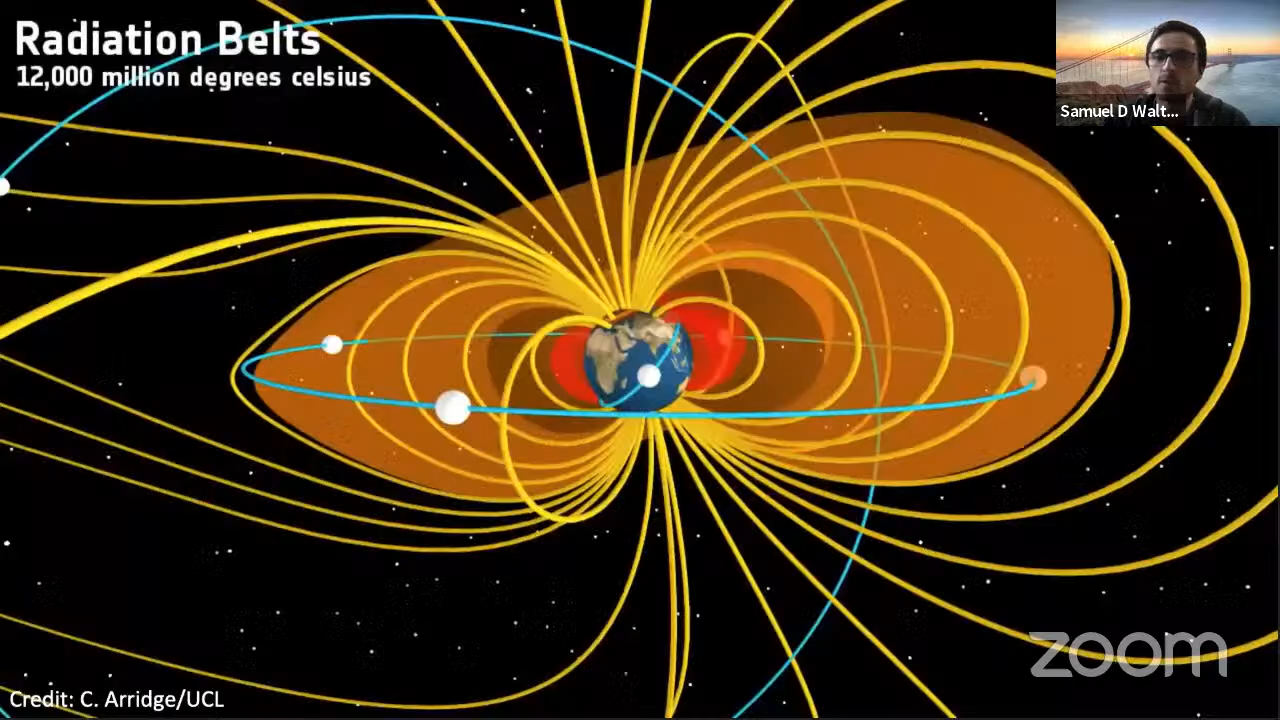 Radiation Belts
12,000 million degrees celsius
Samuel D Walt...
zoom
Credit: C. Arridge/UCL